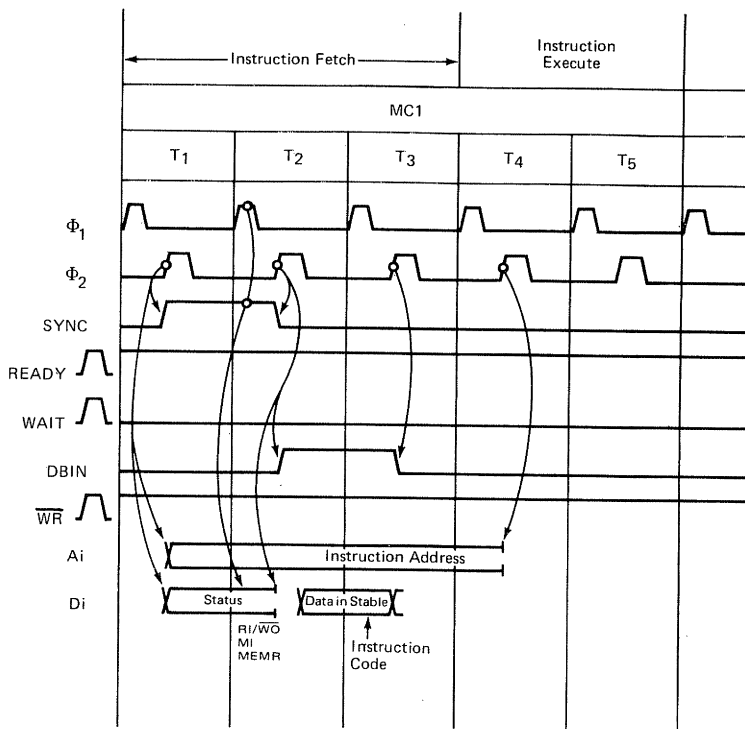 Instruction Fetch
Instruction
Execute
MC1
T1
T2
T3
T4
T5
Φ1
Φ2
SYNC
READY
WAIT
DBIN
WR
Ai
Instruction Address
Di
Status
Data in Stable
RI/WO
MI
MEMR
Instruction
Code